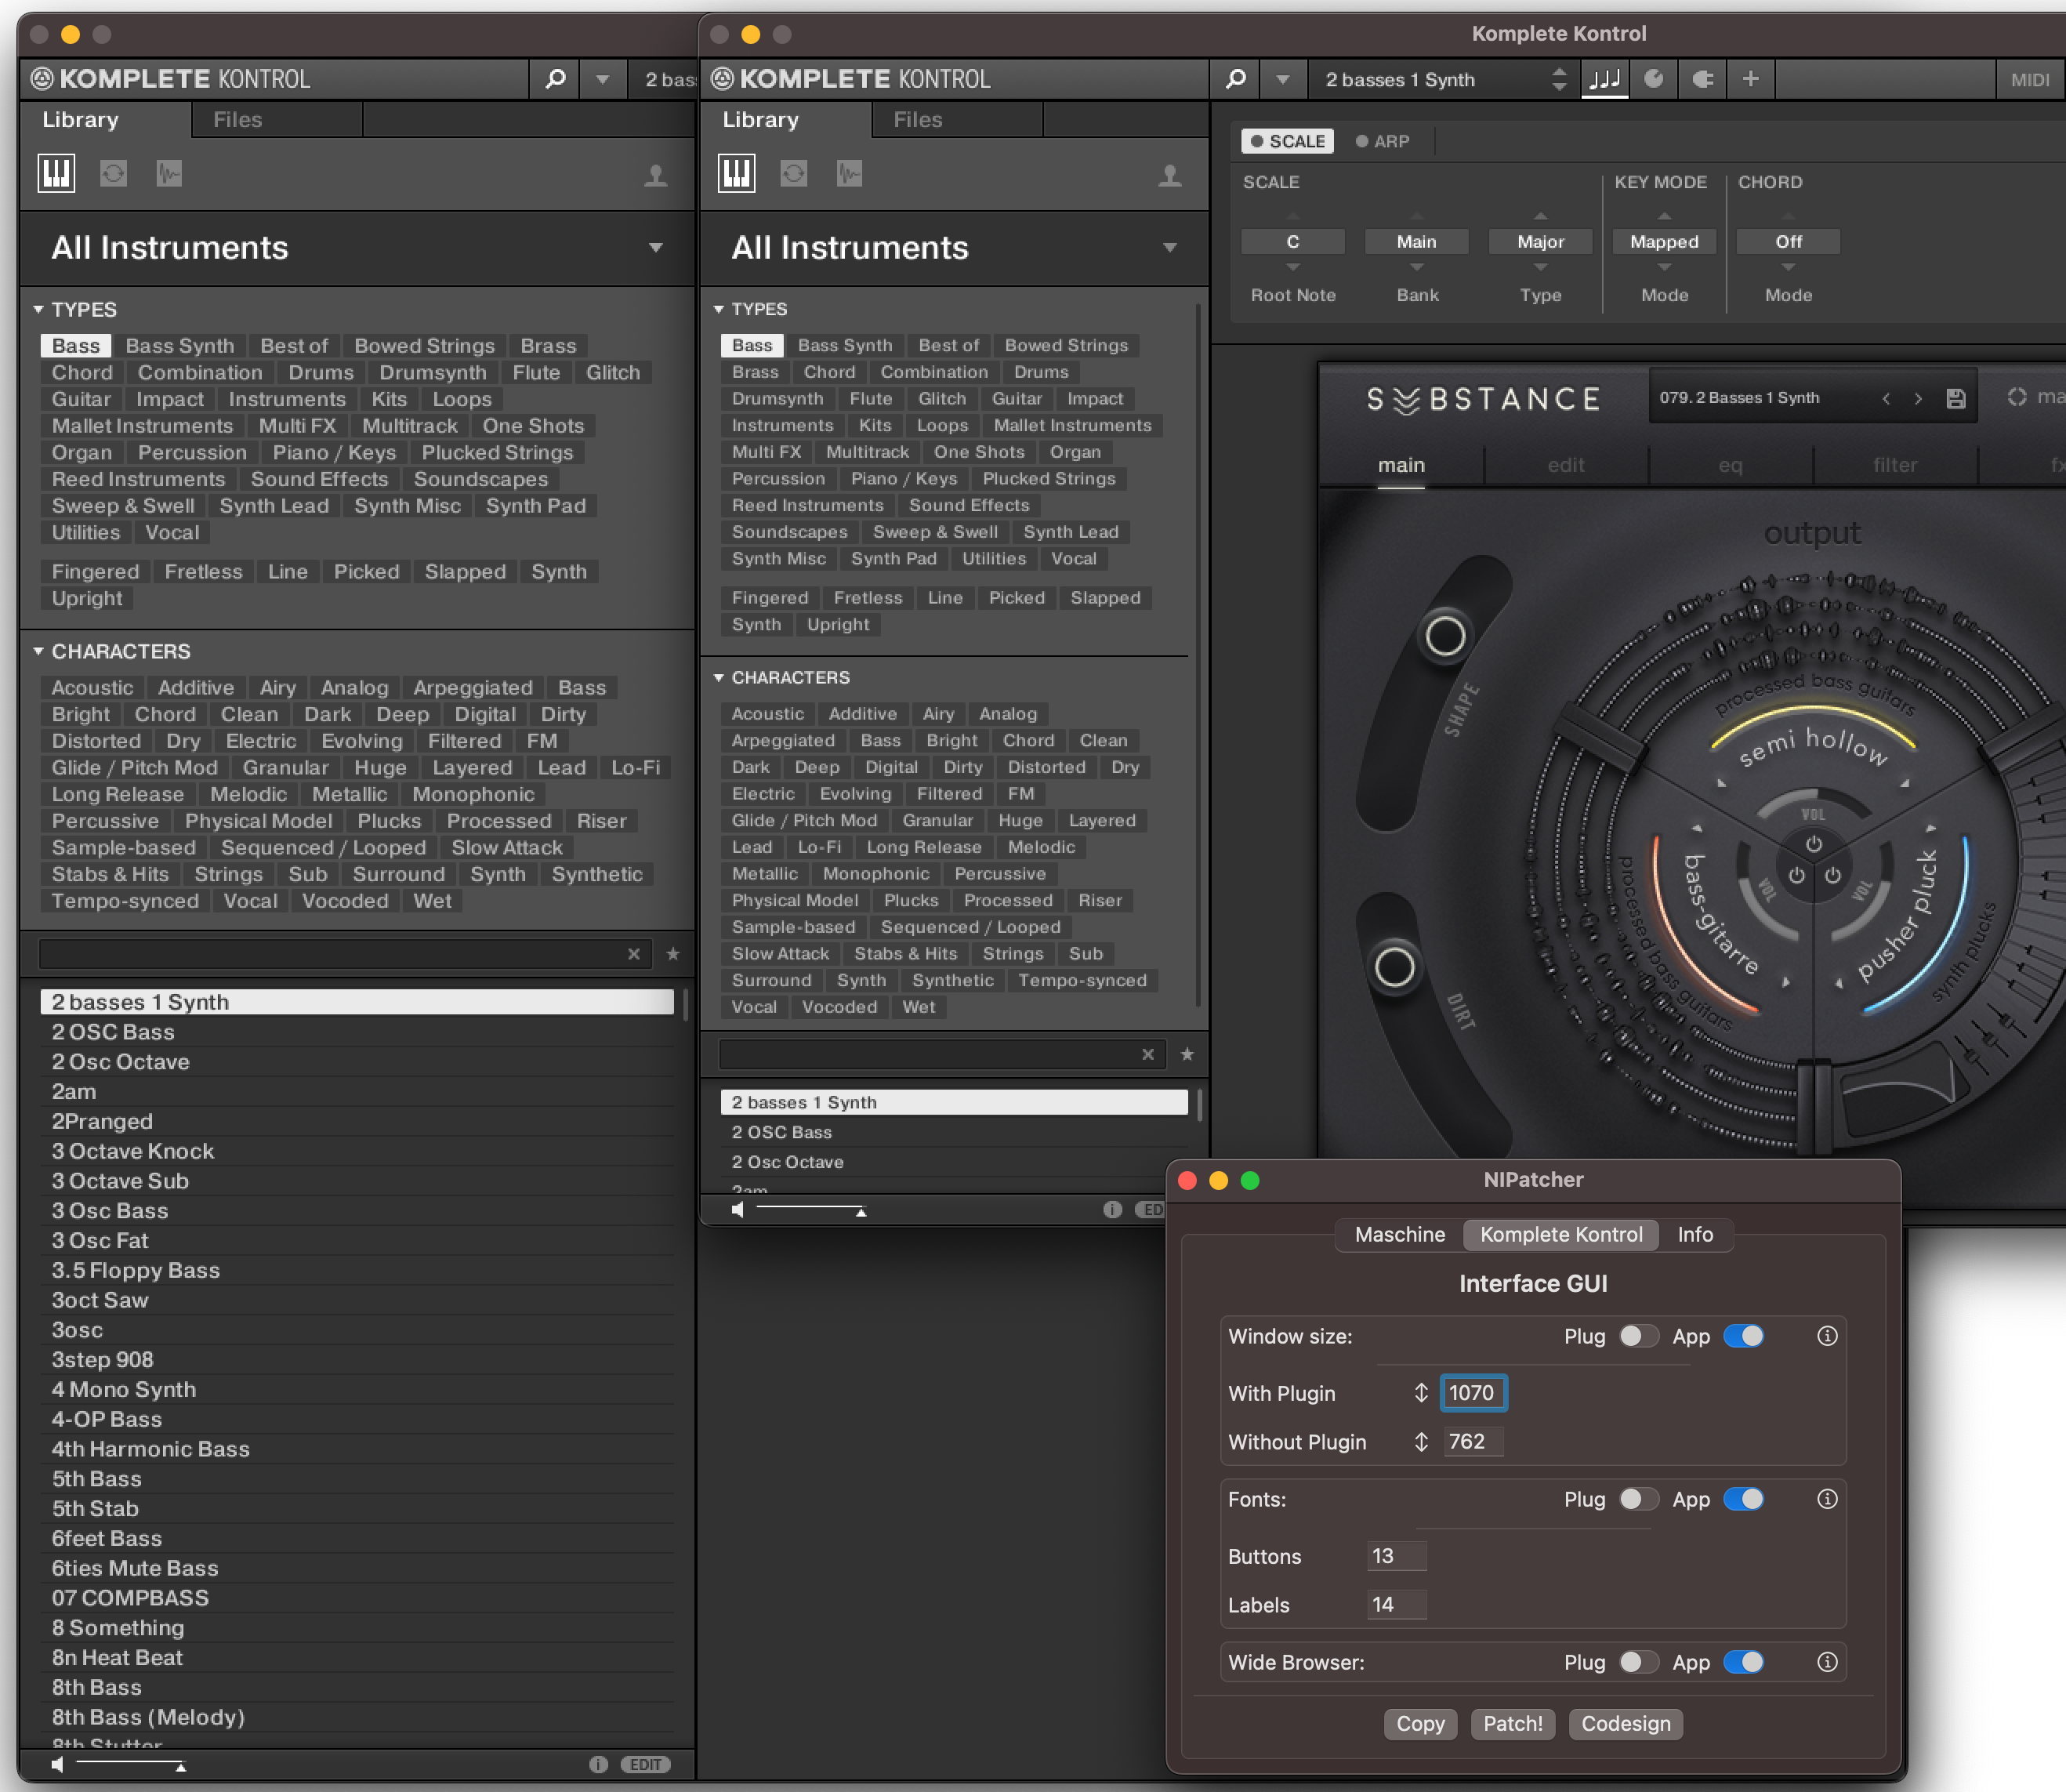 KOMPLETE KONTROL
2 bas
Library Files
All Instruments
TYPES
Bass Bass Synth Best of Bowed Strings Brass
Chord Combination Drums Drumsynth Flute Glitch
Guitar Impact Instruments Kits Loops
Mallet Instruments Multi FX Multitrack One Shots
Organ Percussion Piano / Keys Plucked Strings
Reed Instruments Sound Effects Soundscapes
Sweep & Swell Synth Lead Synth Misc Synth Pad
Utilities Vocal
Fingered Fretless Line Picked Slapped Synth
Upright
CHARACTERS
Acoustic Additive Airy Analog Arpeggiated Bass
Bright Chord Clean Dark Deep Digital Dirty
Distorted Dry Electric Evolving Filtered FM
Glide / Pitch Mod Granular Huge Layered Lead Lo-Fi
Long Release Melodic Metallic Monophonic
Percussive Physical Model Plucks Processed Riser
Sample-based Sequenced / Looped Slow Attack
Stabs & Hits Strings Sub Surround Synth Synthetic
Tempo-synced Vocal Vocoded Wet
2 basses 1 Synth
2 OSC Bass
2 Osc Octave
2am
2Pranged
3 Octave Knock
3 Octave Sub
3 Osc Bass
3 Osc Fat
3.5 Floppy Bass
3oct Saw
3osc
3step 908
4 Mono Synth
4-OP Bass
4th Harmonic Bass
5th Bass
5th Stab
6feet Bass
6ties Mute Bass
07 COMPBASS
8 Something
8n Heat Beat
8th Bass
8th Bass (Melody)
8th Stutter
EDIT
Komplete Kontrol
KOMPLETE KONTROL
2 basses 1 Synth
MIDI
Library Files
All Instruments
TYPES
Bass Bass Synth Best of Bowed Strings
Brass Chord Combination Drums
Drumsynth Flute Glitch Guitar Impact
Instruments Kits Loops Mallet Instruments
Multi FX Multitrack One Shots Organ
Percussion Piano / Keys Plucked Strings
Reed Instruments Sound Effects
Soundscapes Sweep & Swell Synth Lead
Synth Misc Synth Pad Utilities Vocal
Fingered Fretless Line Picked Slapped
Synth Upright
CHARACTERS
Acoustic Additive Airy Analog
Arpeggiated Bass Bright Chord Clean
Dark Deep Digital Dirty Distorted Dry
Electric Evolving Filtered FM
Glide / Pitch Mod Granular Huge Layered
Lead Lo-Fi Long Release Melodic
Metallic Monophonic Percussive
Physical Model Plucks Processed Riser
Sample-based Sequenced / Looped
Slow Attack Stabs & Hits Strings Sub
Surround Synth Synthetic Tempo-synced
Vocal Vocoded Wet
2 basses 1 Synth
2 OSC Bass
2 Osc Octave
2am
ED
SCALE ARP
SCALE KEY MODE CHORD
C Main Major Mapped Off
Root Note Bank Type Mode Mode
SUBSTANCE
079. 2 Basses 1 Synth
ma
main edit eq filter fx
output
SHAPE
DIRT
processed bass guitars
semi hollow
VOL
bass-gitarre
processed bass guitars
VOL
pusher pluck
synth plucks
VOL
NIPatcher
Maschine Komplete Kontrol Info
Interface GUI
Window size: Plug App
With Plugin 1070
Without Plugin 762
Fonts: Plug App
Buttons 13
Labels 14
Wide Browser: Plug App
Copy Patch! Codesign